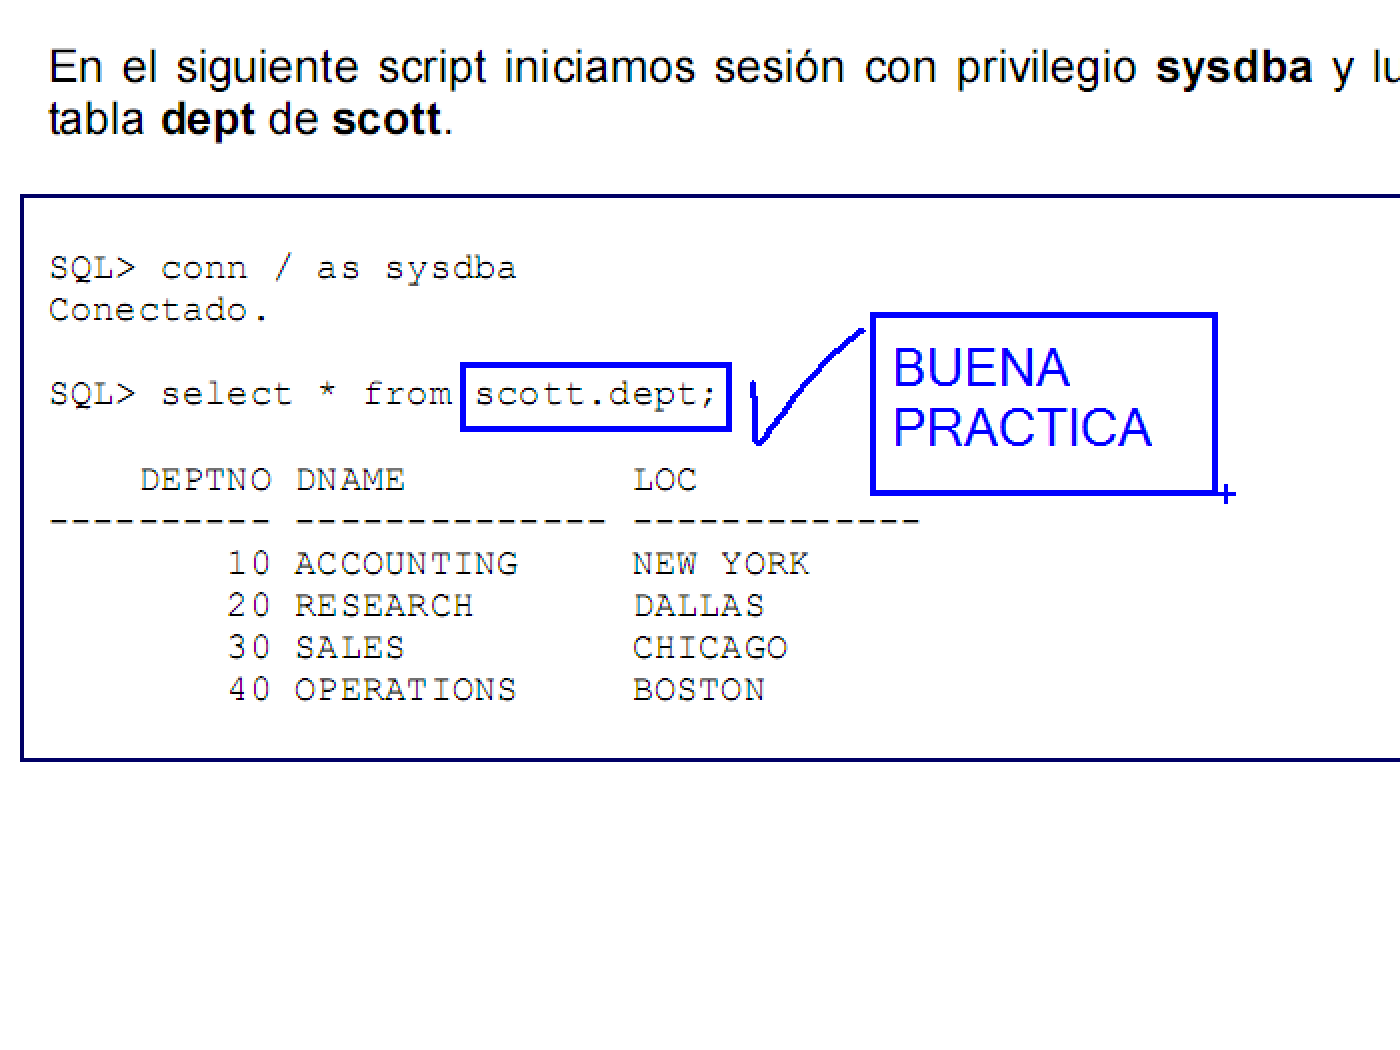 En el siguiente script iniciamos sesión con privilegio sysdba y lu
tabla dept de scott.
SQL> conn / as sysdba
Conectado.
SQL> select * from scott.dept;
BUENA
PRACTICA
DEPTNO DNAME LOC
---------- -------------- -------------
10 ACCOUNTING NEW YORK
20 RESEARCH DALLAS
30 SALES CHICAGO
40 OPERATIONS BOSTON